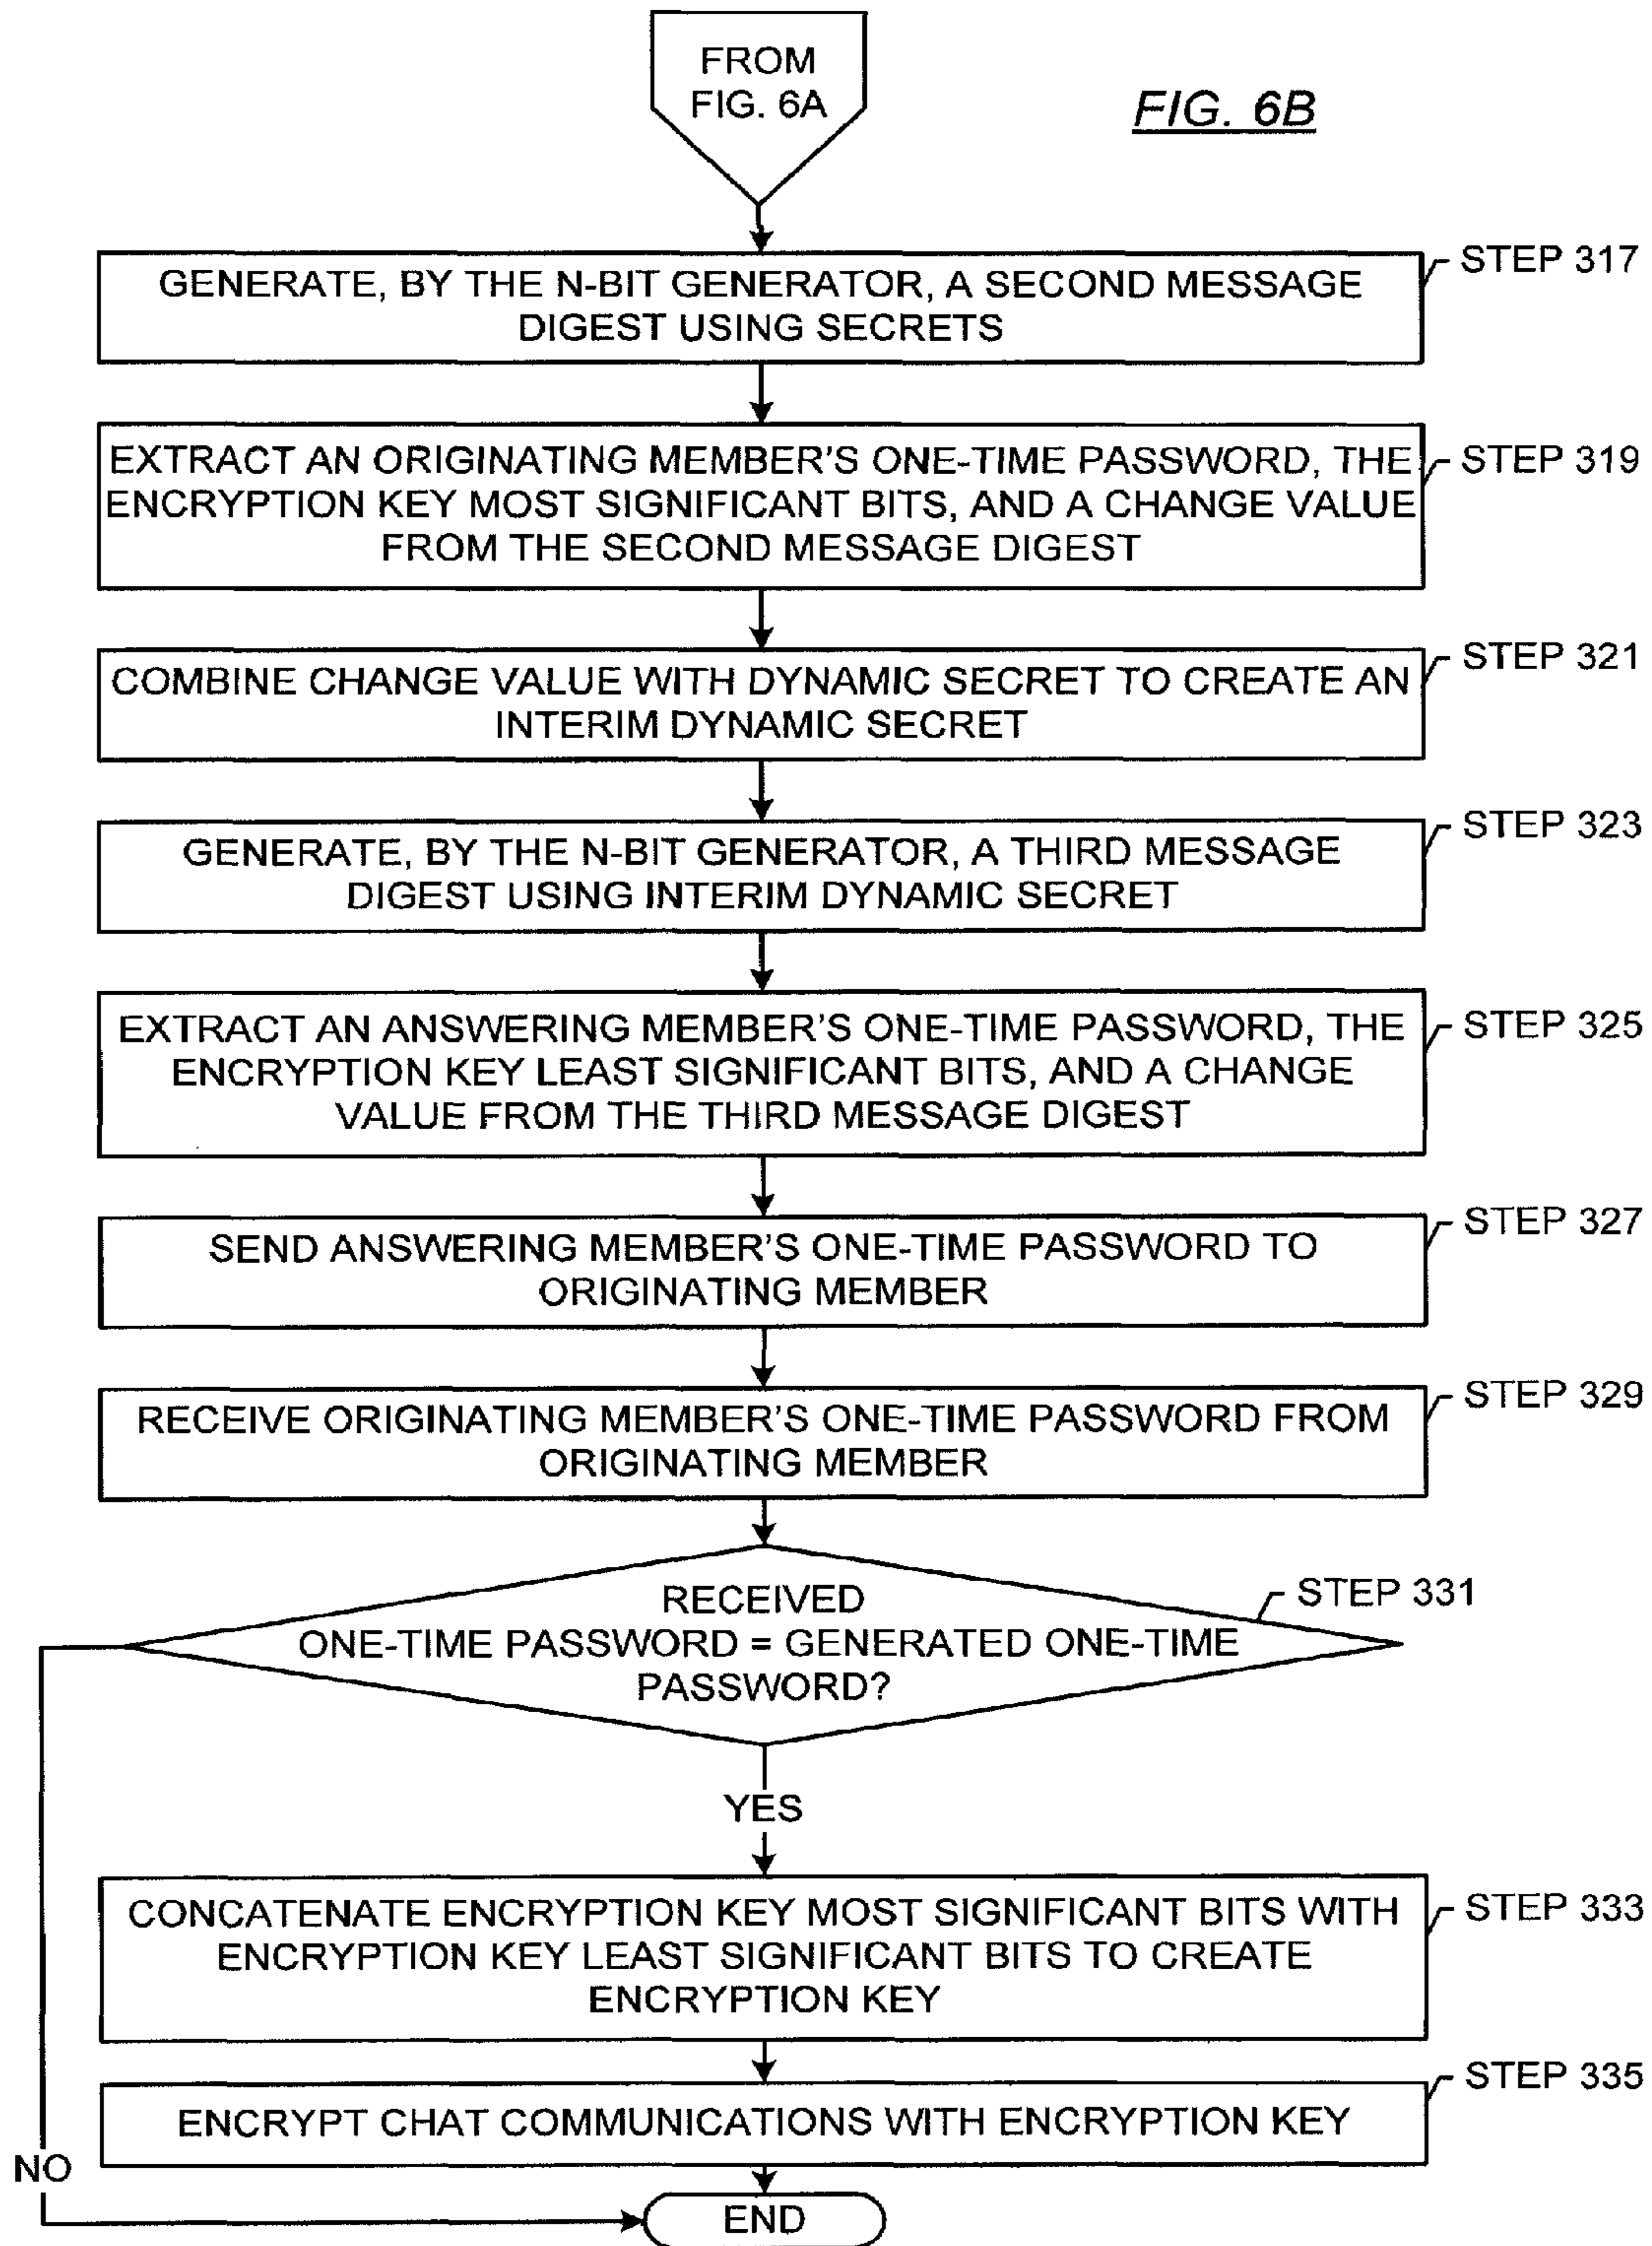 FROM
FIG. 6A
FIG. 6B
GENERATE, BY THE N-BIT GENERATOR, A SECOND MESSAGE
DIGEST USING SECRETS
STEP 317
EXTRACT AN ORIGINATING MEMBER'S ONE-TIME PASSWORD, THE
ENCRYPTION KEY MOST SIGNIFICANT BITS, AND A CHANGE VALUE
FROM THE SECOND MESSAGE DIGEST
STEP 319
COMBINE CHANGE VALUE WITH DYNAMIC SECRET TO CREATE AN
INTERIM DYNAMIC SECRET
STEP 321
GENERATE, BY THE N-BIT GENERATOR, A THIRD MESSAGE
DIGEST USING INTERIM DYNAMIC SECRET
STEP 323
EXTRACT AN ANSWERING MEMBER'S ONE-TIME PASSWORD, THE
ENCRYPTION KEY LEAST SIGNIFICANT BITS, AND A CHANGE
VALUE FROM THE THIRD MESSAGE DIGEST
STEP 325
SEND ANSWERING MEMBER'S ONE-TIME PASSWORD TO
ORIGINATING MEMBER
STEP 327
RECEIVE ORIGINATING MEMBER'S ONE-TIME PASSWORD FROM
ORIGINATING MEMBER
STEP 329
RECEIVED
ONE-TIME PASSWORD = GENERATED ONE-TIME
PASSWORD?
STEP 331
YES
CONCATENATE ENCRYPTION KEY MOST SIGNIFICANT BITS WITH
ENCRYPTION KEY LEAST SIGNIFICANT BITS TO CREATE
ENCRYPTION KEY
STEP 333
ENCRYPT CHAT COMMUNICATIONS WITH ENCRYPTION KEY
STEP 335
NO
END